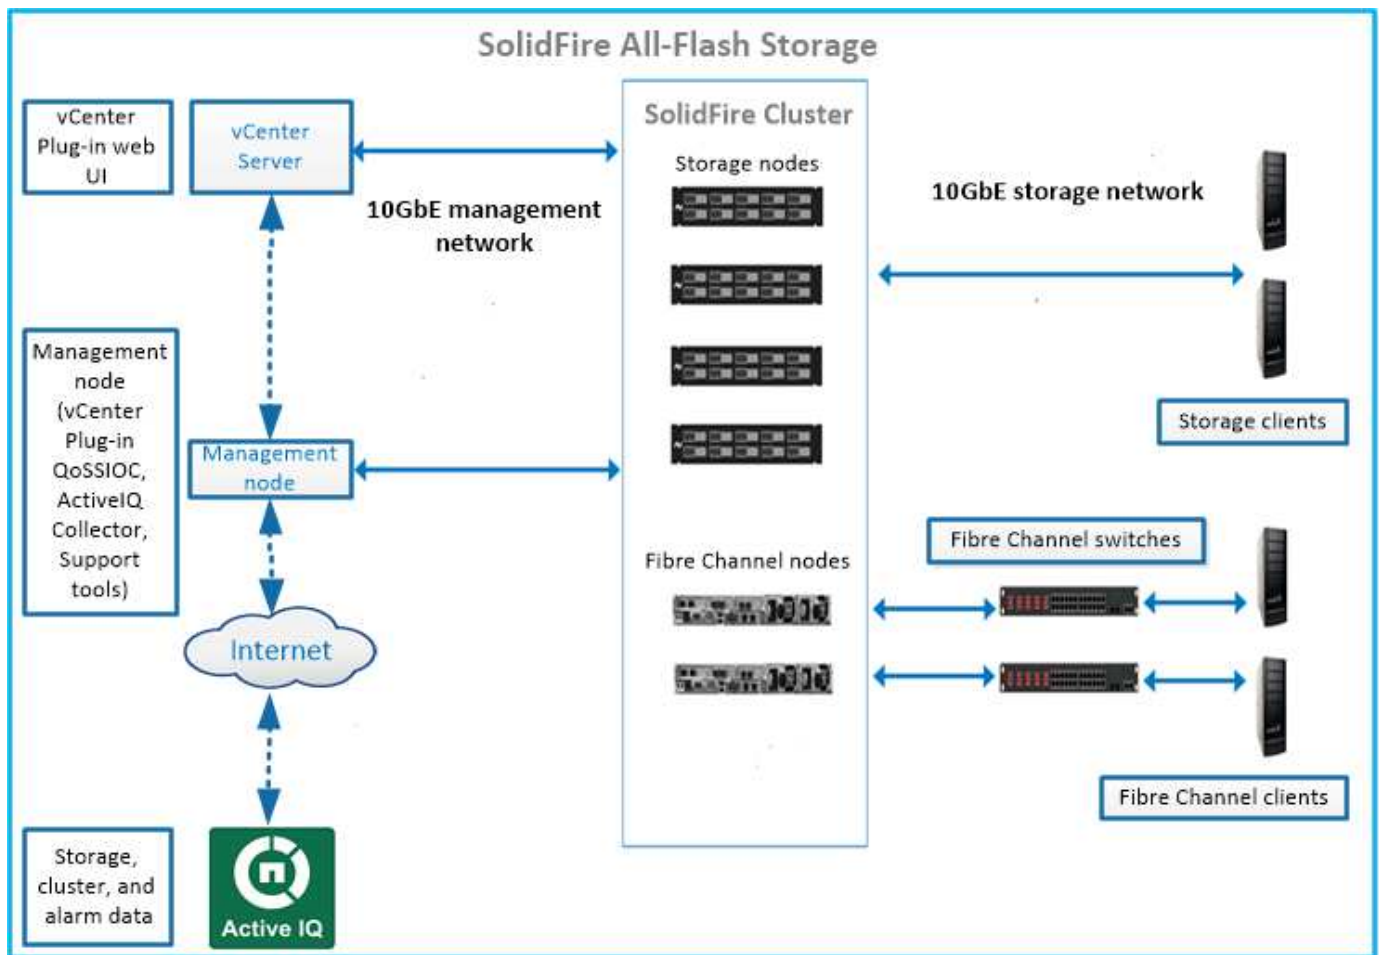 SolidFire All-Flash Storage
vCenter
Plug-in web
UI
vCenter
Server
10GbE management
network
SolidFire Cluster
Storage nodes
10GbE storage network
Storage clients
Management
node
(vCenter
Plug-in
QoSSIOC,
ActiveIQ
Collector,
Support
tools)
Management
node
Fibre Channel nodes
Fibre Channel switches
Internet
Fibre Channel clients
Storage,
cluster, and
alarm data
Active IQ